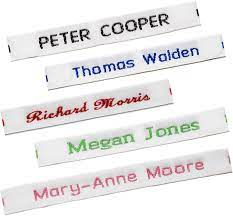 PETER COOPER
Thomas Walden
Richard Morris
Megan Jones
Mary-Anne Moore